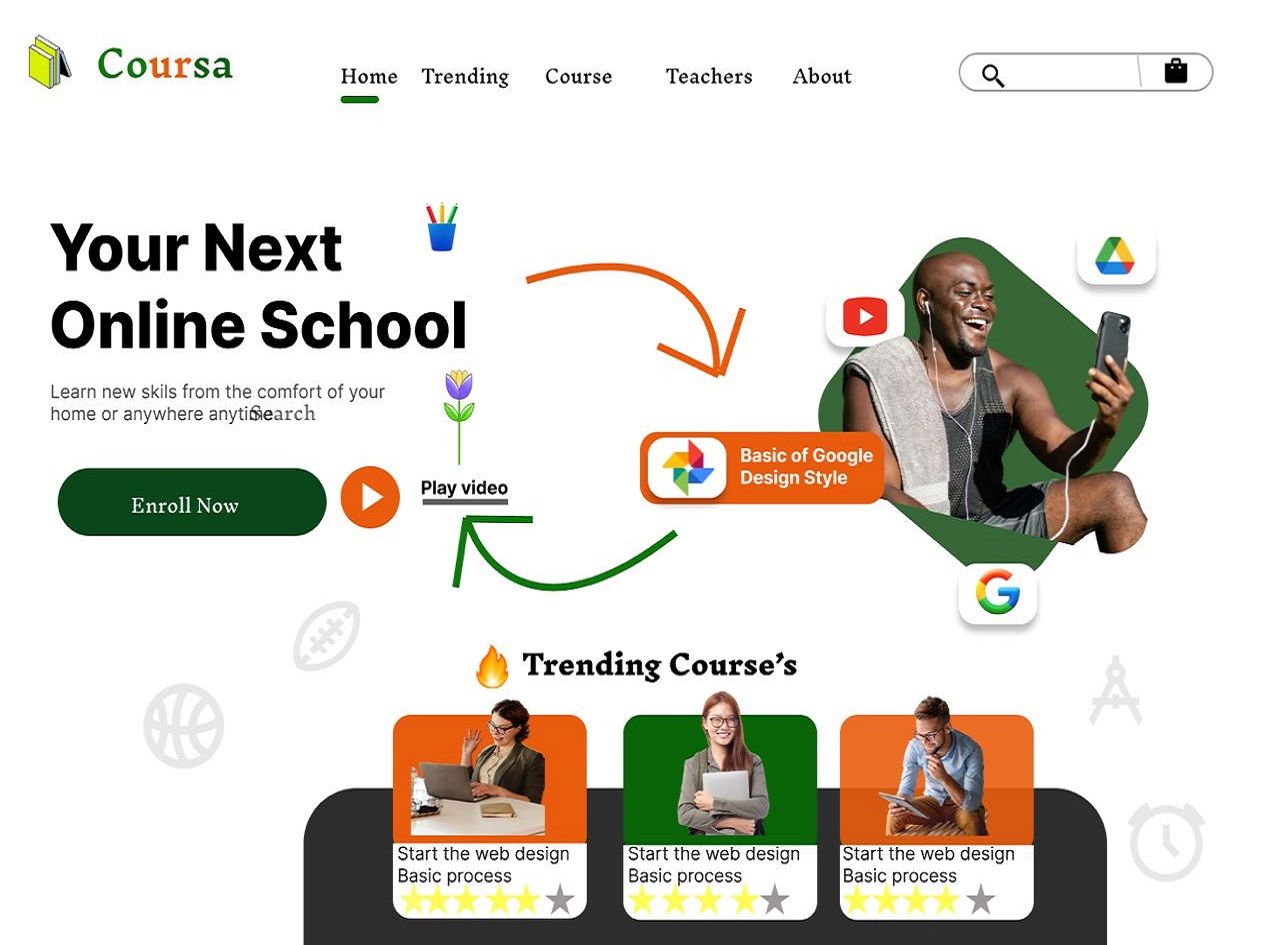 Coursa
Home Trending Course Teachers About
Your Next
Online School
Learn new skils from the comfort of your
home or anywhere anytime.
Search
Enroll Now
Play video
Basic of Google
Design Style
Trending Course’s
Start the web design
Basic process
Start the web design
Basic process
Start the web design
Basic process